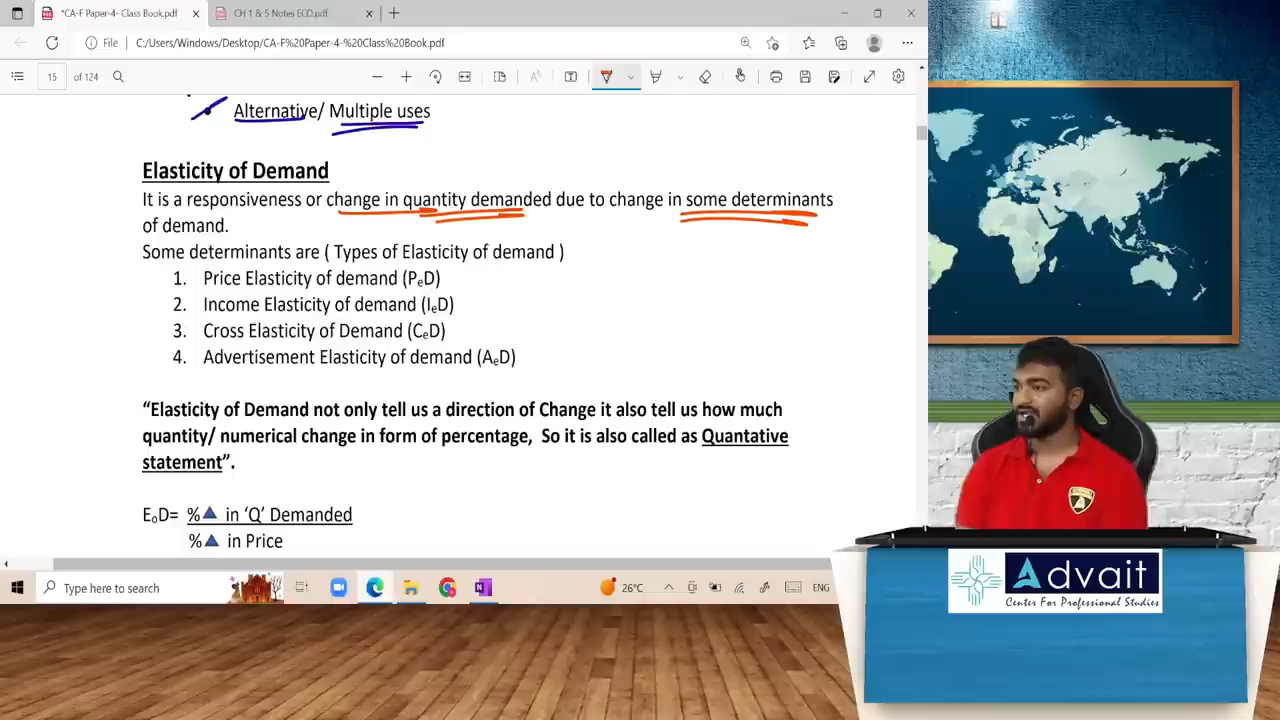 *CA-F Paper-4- Class Book.pdf
CH 1 & 5 Notes ECO.pdf
File
C:/Users/Windows/Desktop/CA-F%20Paper-4-%20Class%20Book.pdf
15 of 124
Alternative/ Multiple uses
Elasticity of Demand
It is a responsiveness or change in quantity demanded due to change in some determinants
of demand.
Some determinants are ( Types of Elasticity of demand )
1. Price Elasticity of demand (PₑD)
2. Income Elasticity of demand (IₑD)
3. Cross Elasticity of Demand (CₑD)
4. Advertisement Elasticity of demand (AₑD)
“Elasticity of Demand not only tell us a direction of Change it also tell us how much
quantity/ numerical change in form of percentage, So it is also called as Quantative
statement”.
EₒD= %▲ in ‘Q’ Demanded
%▲ in Price
Type here to search
26°C
ENG
Advait
Center For Professional Studies